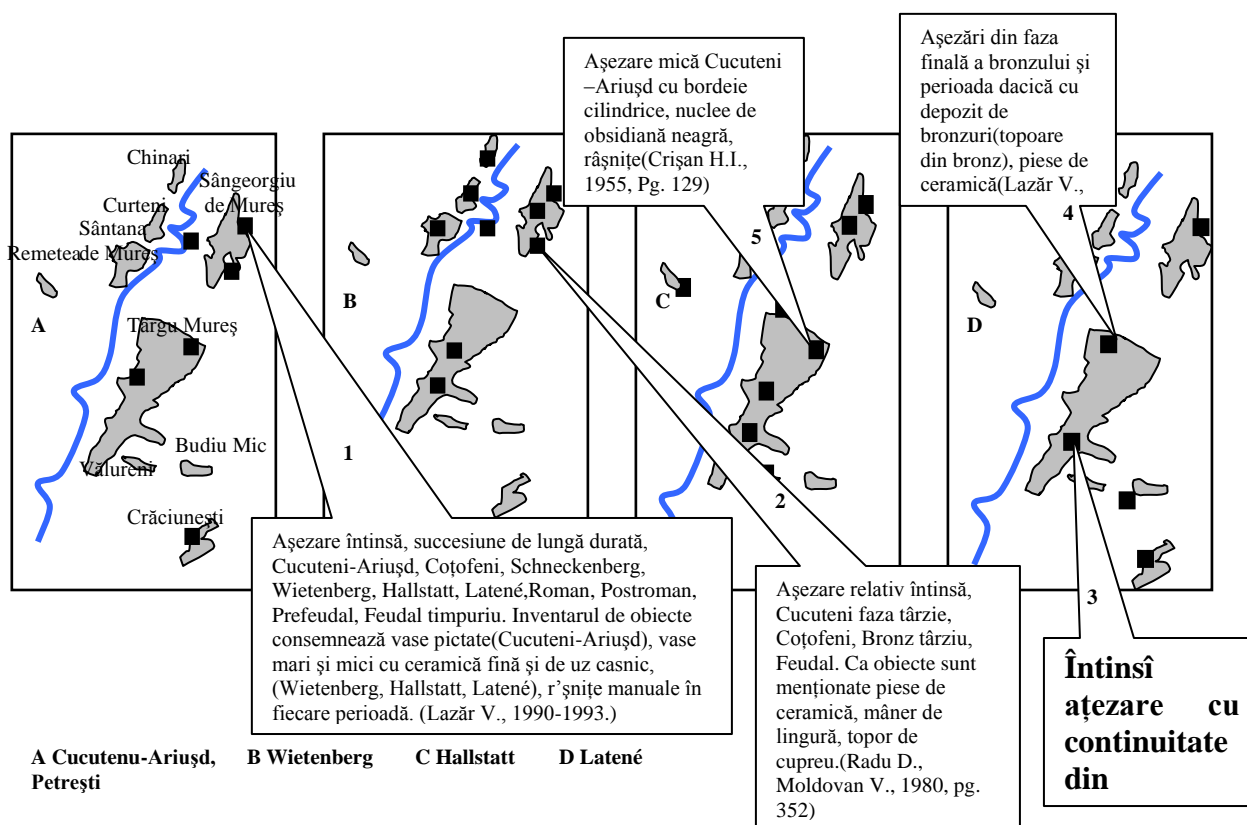 Așezare mică Cucuteni
–Ariușd cu bordeie
cilindrice, nuclee de
obsidiană neagră,
râșnițe(Crișan H.I.,
1955, Pg. 129)
5
Așezări din faza
finală a bronzului și
perioada dacică cu
depozit de
bronzuri(topoare
din bronz), piese de
ceramică(Lazăr V.,
4
Chinari
Sângeorgiu
de Mureș
Curteni
Sântana
Remeteade Mureș
A
Târgu Mureș
Budiu Mic
Vălureni
Crăciunești
B
C
D
1
Așezare întinsă, succesiune de lungă durată,
Cucuteni-Ariușd, Coțofeni, Schneckenberg,
Wietenberg, Hallstatt, Latené,Roman, Postroman,
Prefeudal, Feudal timpuriu. Inventarul de obiecte
consemnează vase pictate(Cucuteni-Ariușd), vase
mari și mici cu ceramică fină și de uz casnic,
(Wietenberg, Hallstatt, Latené), r’șnițe manuale în
fiecare perioadă. (Lazăr V., 1990-1993.)
2
Așezare relativ întinsă,
Cucuteni faza târzie,
Coțofeni, Bronz târziu,
Feudal. Ca obiecte sunt
menționate piese de
ceramică, mâner de
lingură, topor de
cupreu.(Radu D.,
Moldovan V., 1980, pg.
352)
3
Întinsî
ațezare cu
continuitate
din
A Cucutenu-Ariușd, B Wietenberg C Hallstatt D Latené
Petrești